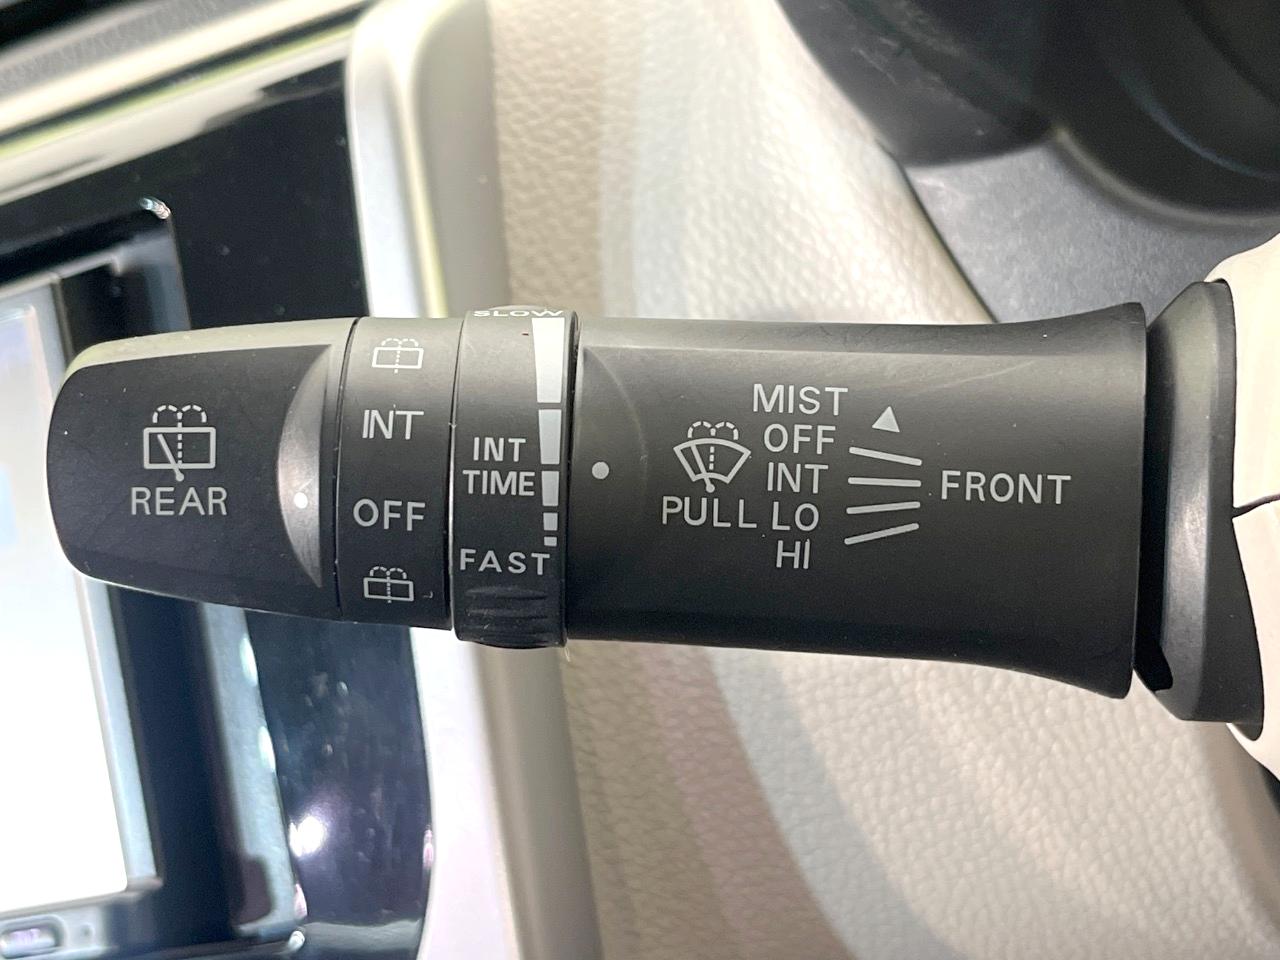 REAR
INT
OFF
SLOW
INT
TIME
FAST
MIST
OFF
INT
PULL LO
HI
FRONT